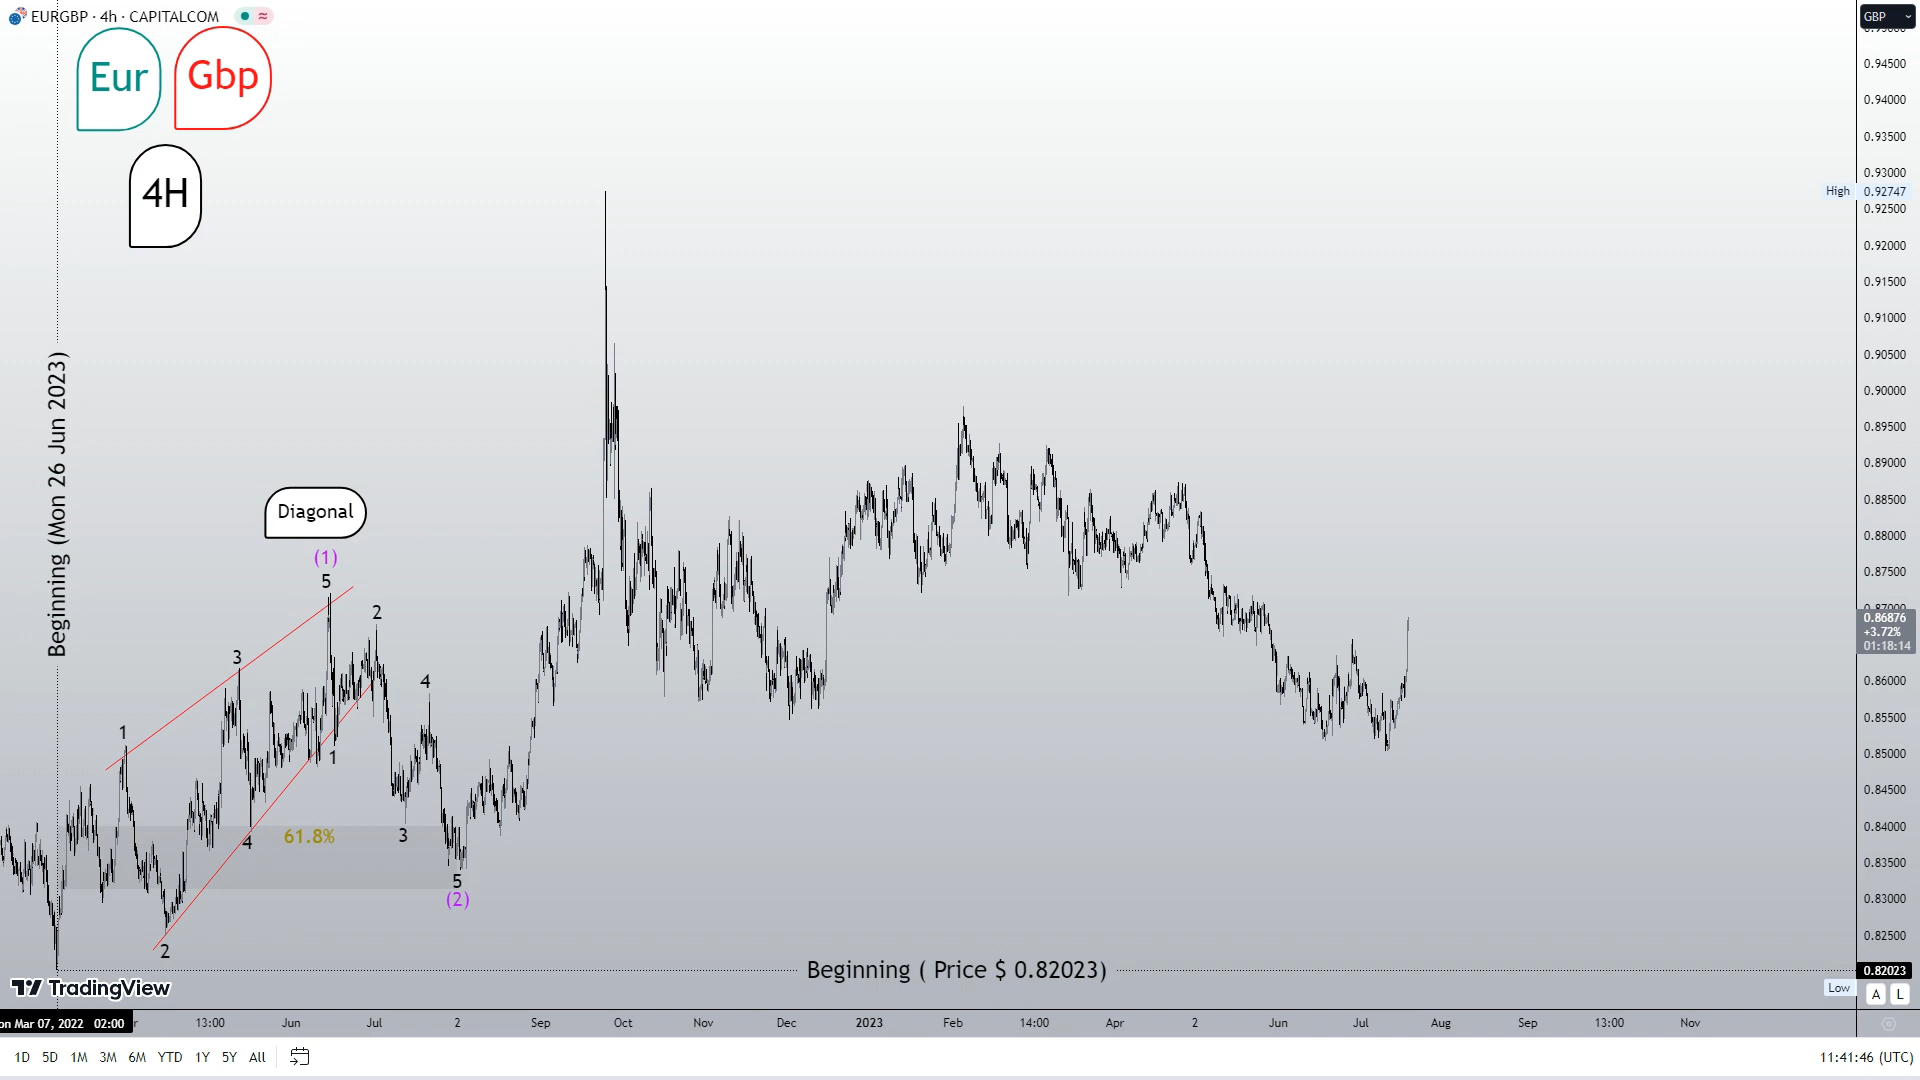 EURGBP · 4h · CAPITALCOM
GBP
Eur
Gbp
4H
0.94500
0.94000
0.93500
0.93000
High 0.92747
0.92500
0.92000
0.91500
0.91000
0.90500
0.90000
0.89500
0.89000
0.88500
0.88000
0.87500
0.87000
0.86876
+3.72%
01:18:14
0.86000
0.85500
0.85000
0.84500
0.84000
0.83500
0.83000
0.82500
0.82023
Low
A L
Beginning (Mon 26 Jun 2023)
Diagonal
(1)
5
2
3
4
1
1
61.8%
4
3
5
(2)
2
Beginning ( Price $ 0.82023)
TradingView
on Mar 07, 2022 02:00
13:00 Jun Jul 2 Sep Oct Nov Dec 2023 Feb 14:00 Apr 2 Jun Jul Aug Sep 13:00 Nov
1D 5D 1M 3M 6M YTD 1Y 5Y All
11:41:46 (UTC)